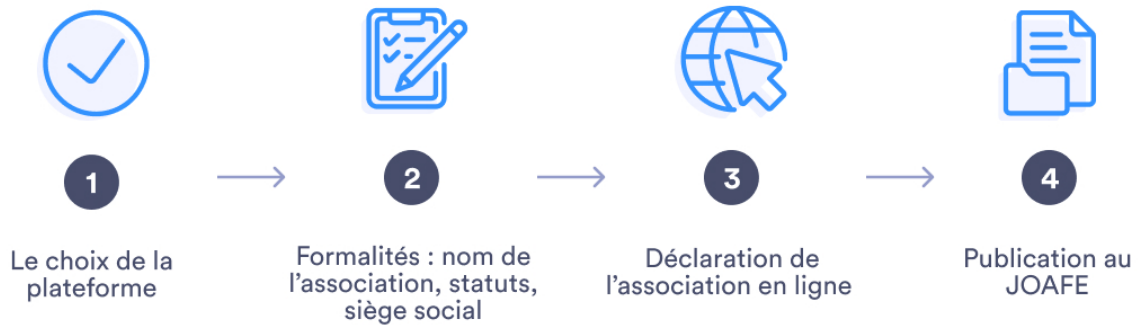 1
Le choix de la
plateforme
2
Formalités : nom de
l’association, statuts,
siège social
3
Déclaration de
l’association en ligne
4
Publication au
JOAFE